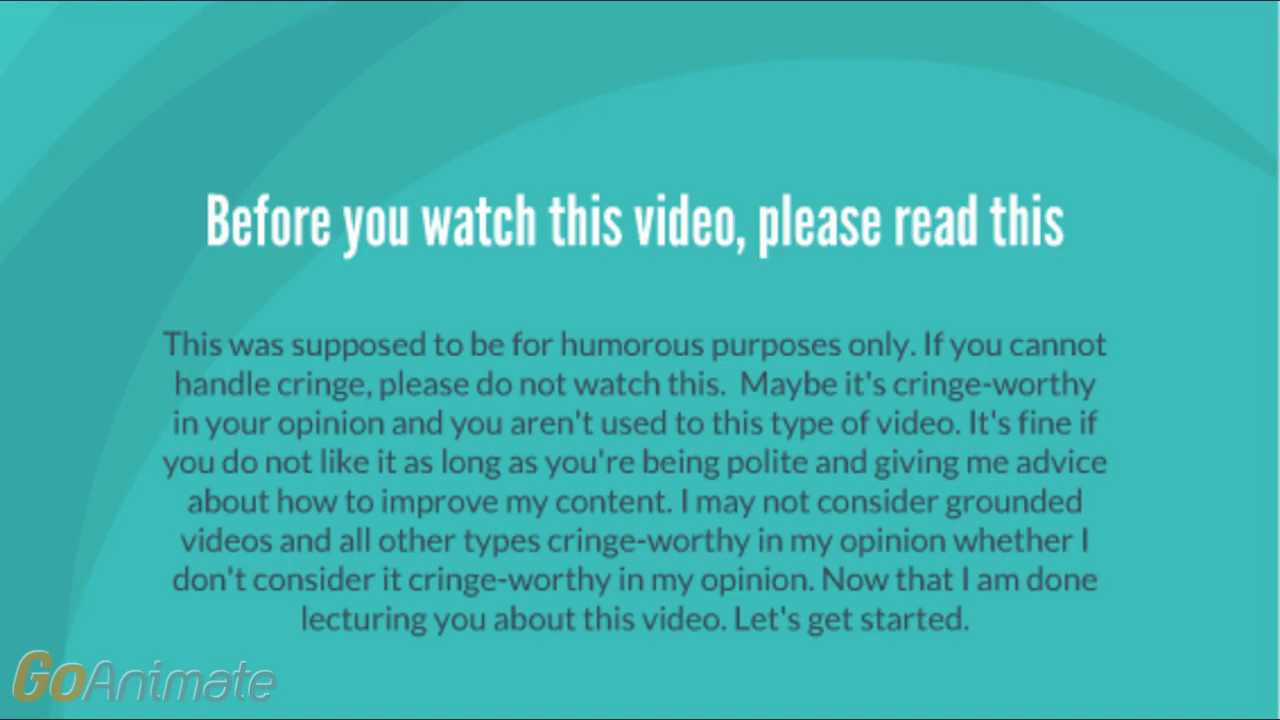 Before you watch this video, please read this
This was supposed to be for humorous purposes only. If you cannot
handle cringe, please do not watch this. Maybe it's cringe-worthy
in your opinion and you aren't used to this type of video. It's fine if
you do not like it as long as you're being polite and giving me advice
about how to improve my content. I may not consider grounded
videos and all other types cringe-worthy in my opinion whether I
don't consider it cringe-worthy in my opinion. Now that I am done
lecturing you about this video. Let's get started.
GoAnimate